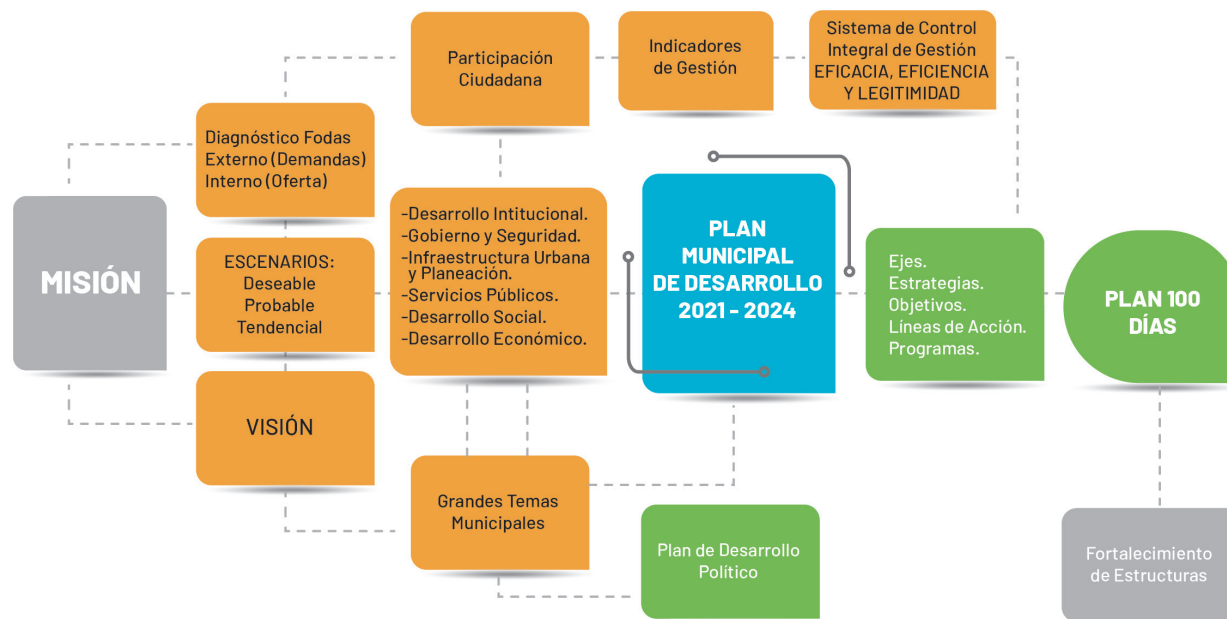 Participación
Ciudadana
Indicadores
de Gestión
Sistema de Control
Integral de Gestión
EFICACIA, EFICIENCIA
Y LEGITIMIDAD
Diagnóstico Fodas
Externo (Demandas)
Interno (Oferta)
MISIÓN
ESCENARIOS:
Deseable
Probable
Tendencial
VISIÓN
-Desarrollo Intitucional.
-Gobierno y Seguridad.
-Infraestructura Urbana
y Planeación.
-Servicios Públicos.
-Desarrollo Social.
-Desarrollo Económico.
Grandes Temas
Municipales
PLAN
MUNICIPAL
DE DESARROLLO
2021 - 2024
Plan de Desarrollo
Político
Ejes.
Estrategias.
Objetivos.
Líneas de Acción.
Programas.
PLAN 100
DÍAS
Fortalecimiento
de Estructuras